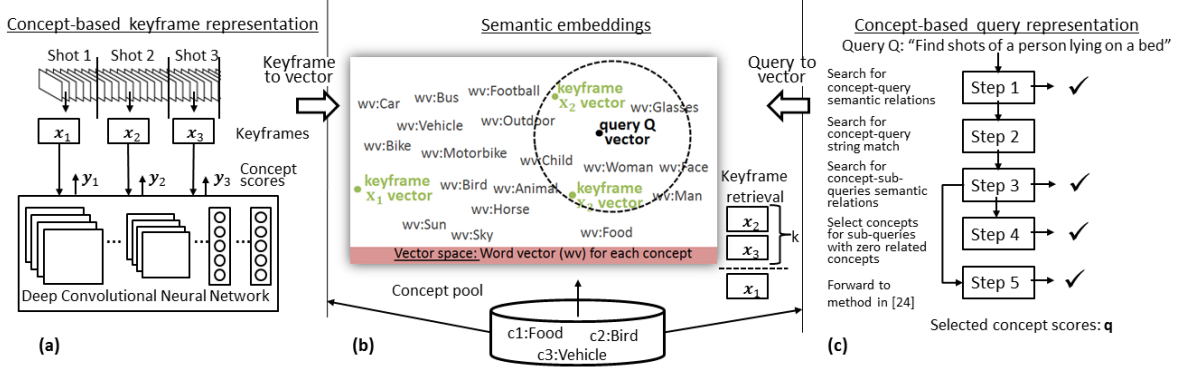 Concept-based keyframe representation
Shot 1 Shot 2 Shot 3
x1 x2 x3 Keyframes
y1 y2 y3 Concept
scores
... ...
Deep Convolutional Neural Network
(a)
Semantic embeddings
Keyframe
to vector
Query to
vector
wv:Car wv:Bus wv:Football keyframe
x2 vector wv:Glasses
wv:Vehicle wv:Outdoor query Q
vector
wv:Bike wv:Motorbike wv:Child wv:Woman wv:Face
keyframe
x1 vector wv:Bird wv:Animal keyframe
x3 vector wv:Man
wv:Horse
wv:Sun wv:Sky wv:Food
Vector space: Word vector (wv) for each concept
Keyframe
retrieval
x2
x3
k
x1
Concept pool
c1:Food c2:Bird
c3:Vehicle
(b)
Concept-based query representation
Query Q: “Find shots of a person lying on a bed”
Search for
concept-query
semantic relations
Step 1
Search for
concept-query
string match
Step 2
Search for
concept-sub-
queries semantic
relations
Step 3
Select concepts
for sub-queries
with zero related
concepts
Step 4
Forward to
method in [24]
Step 5
Selected concept scores: q
(c)